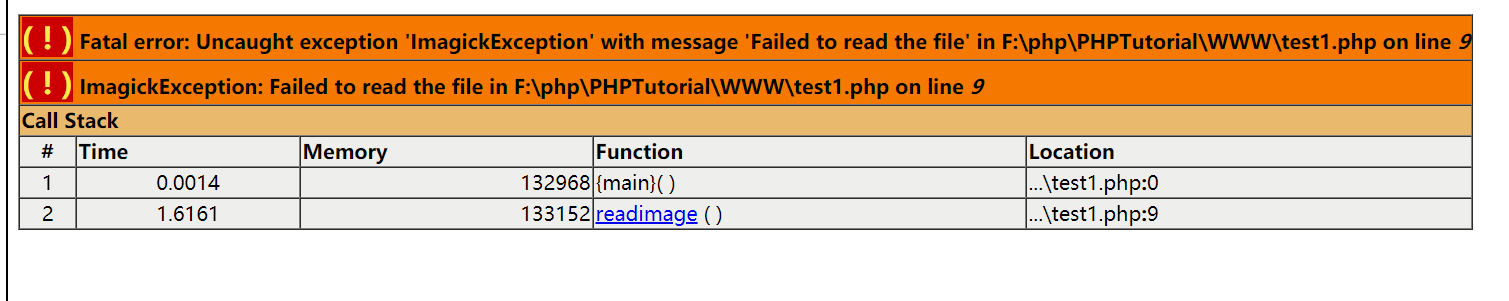 ( ! ) Fatal error: Uncaught exception 'ImagickException' with message 'Failed to read the file' in F:\php\PHPTutorial\WWW\test1.php on line 9
( ! ) ImagickException: Failed to read the file in F:\php\PHPTutorial\WWW\test1.php on line 9
Call Stack
# Time Memory Function Location
1 0.0014 132968 {main}( ) ...\test1.php:0
2 1.6161 133152 readimage ( ) ...\test1.php:9